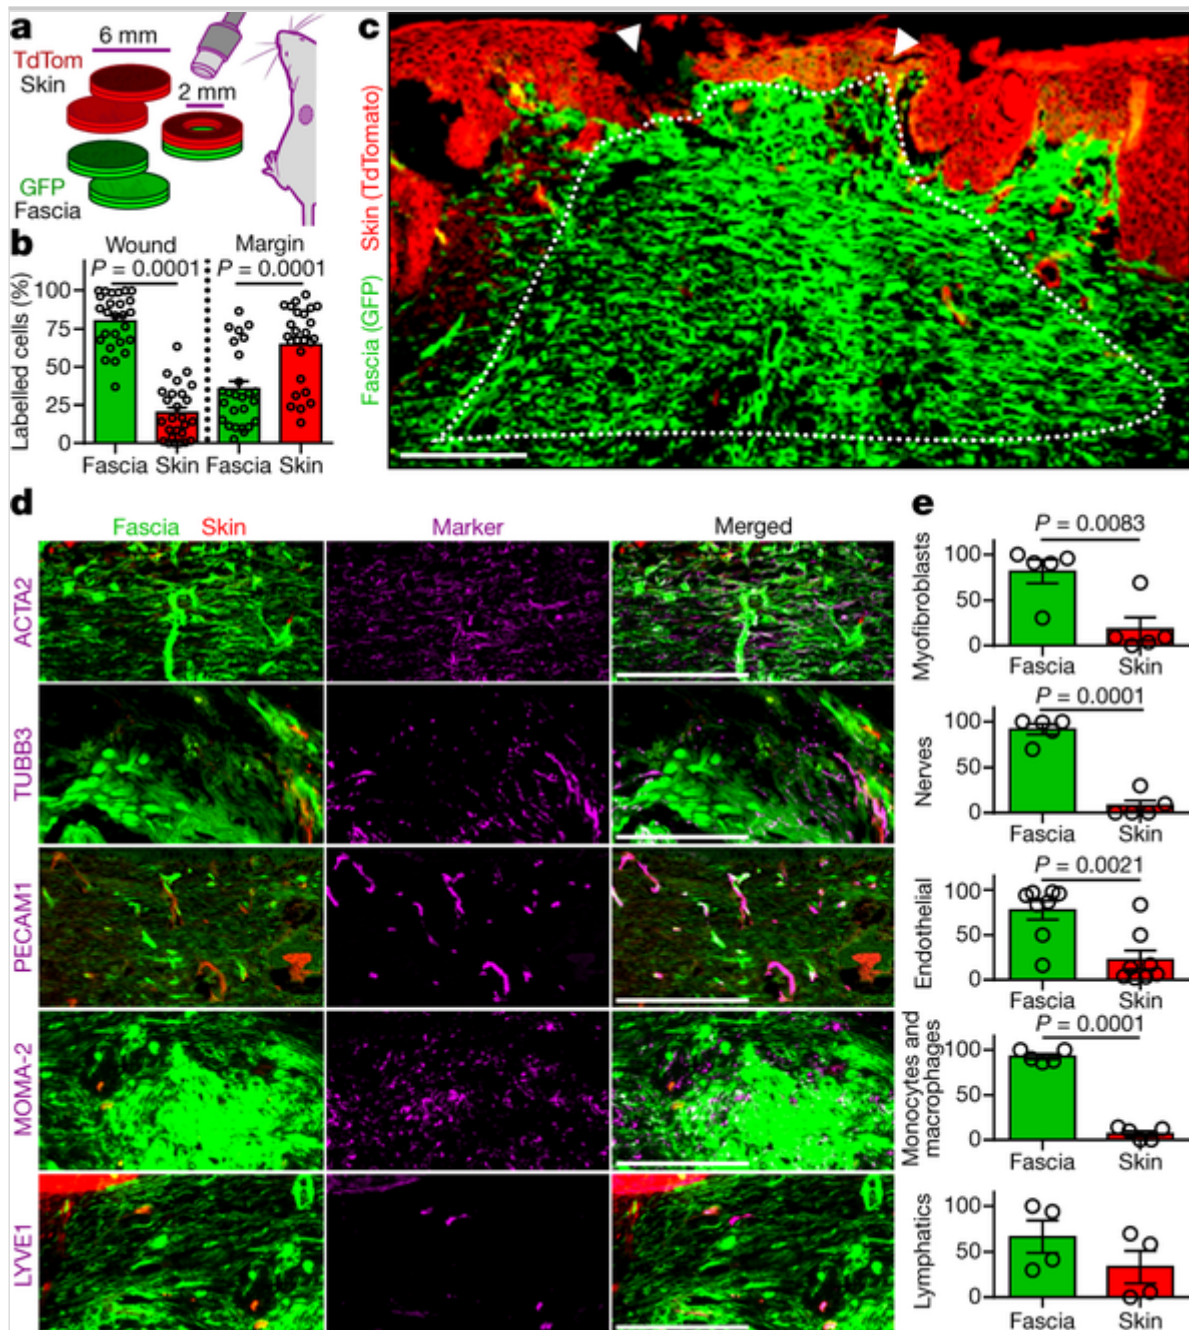 a
6 mm
TdTom
Skin
2 mm
GFP
Fascia
b
Wound
Margin
P = 0.0001
P = 0.0001
Labelled cells (%)
100
75
50
25
0
Fascia
Skin
Fascia
Skin
c
Fascia (GFP) Skin (TdTomato)
d
Fascia Skin
Marker
Merged
ACTA2
TUBB3
PECAM1
MOMA-2
LYVE1
e
P = 0.0083
Myofibroblasts
100
50
0
Fascia
Skin
P = 0.0001
Nerves
100
50
0
Fascia
Skin
P = 0.0021
Endothelial
100
50
0
Fascia
Skin
P = 0.0001
Monocytes and
macrophages
100
50
0
Fascia
Skin
Lymphatics
100
50
0
Fascia
Skin